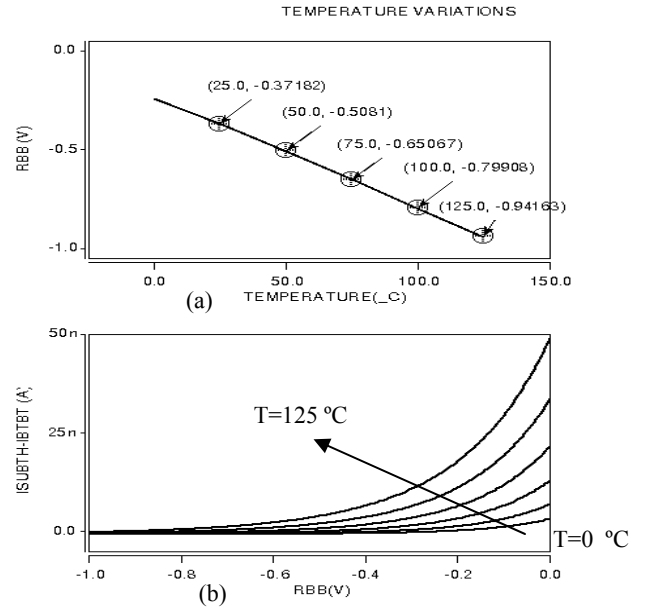 TEMPERATURE VARIATIONS
0.0
(25.0, -0.37182)
(50.0, -0.5081)
RBB (V)
-0.5
(75.0, -0.65067)
(100.0, -0.79908)
(125.0, -0.94163)
-1.0
0.0 50.0 100.0 150.0
(a)
TEMPERATURE(_C)
50n
ISUBTH-IBTBT (A)
T=125 ºC
25n
0.0
T=0 ºC
-1.0 -0.8 -0.6 -0.4 -0.2 0.0
(b)
RBB(V)